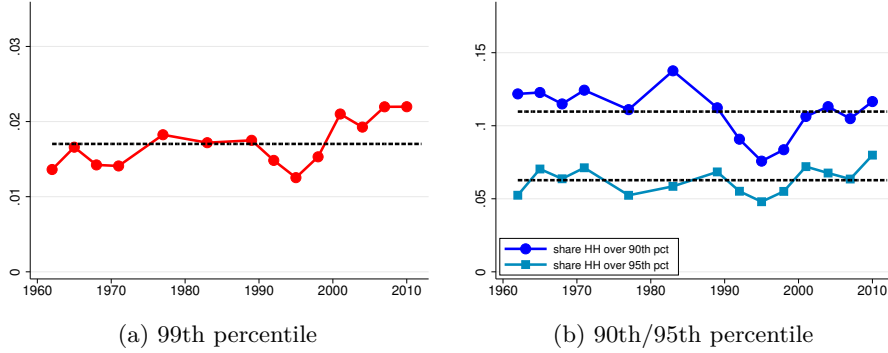 .03
.02
.01
0
1960 1970 1980 1990 2000 2010
(a) 99th percentile
.15
.1
.05
0
share HH over 90th pct
share HH over 95th pct
1960 1970 1980 1990 2000 2010
(b) 90th/95th percentile